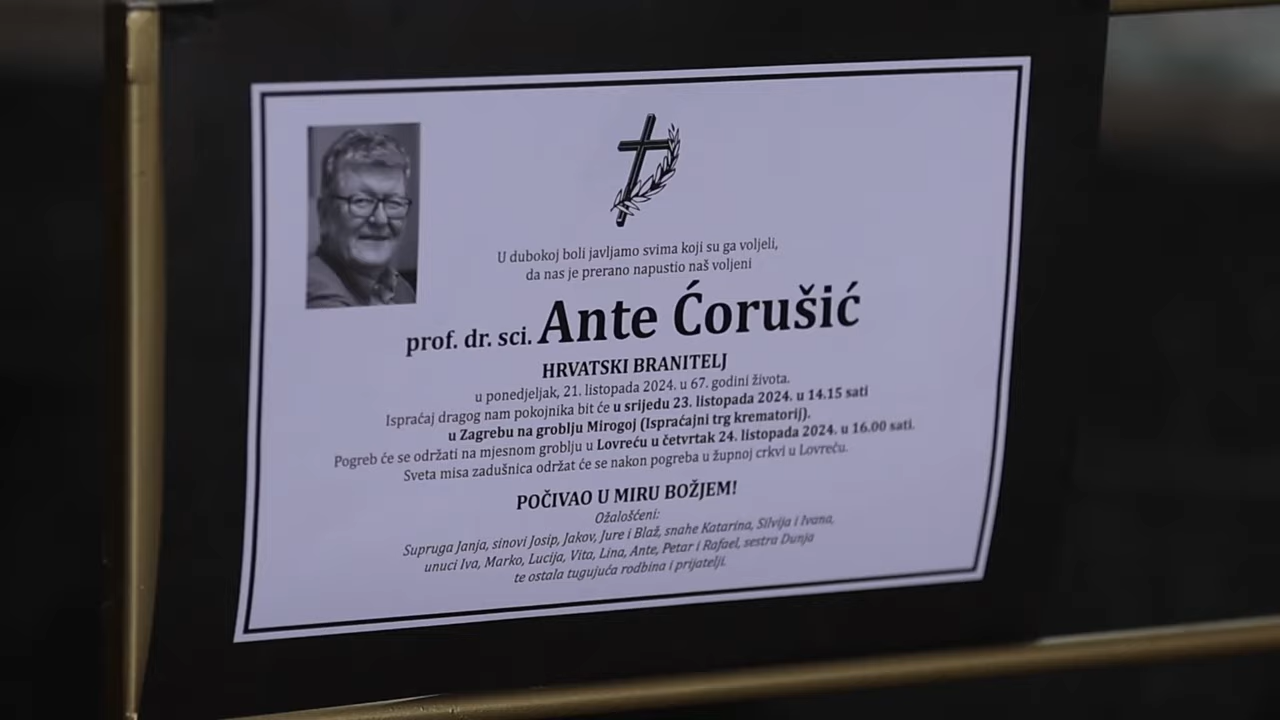 U dubokoj boli javljamo svima koji su ga voljeli,
da nas je prerano napustio naš voljeni
prof. dr. sci. Ante Ćorušić
HRVATSKI BRANITELJ
u ponedjeljak, 21. listopada 2024. u 67. godini života.
Ispraćaj dragog nam pokojnika bit će u srijedu 23. listopada 2024. u 14.15 sati
u Zagrebu na groblju Mirogoj (Ispraćajni trg krematorij).
Pogreb će se održati na mjesnom groblju u Lovreću u četvrtak 24. listopada 2024. u 16.00 sati.
Sveta misa zadušnica održat će se nakon pogreba u župnoj crkvi u Lovreću.
POČIVAO U MIRU BOŽJEM!
Ožalošćeni:
Supruga Janja, sinovi Josip, Jakov, Jure i Blaž, snahe Katarina, Silvija i Ivana,
unuci Iva, Marko, Lucija, Vita, Lina, Ante, Petar i Rafael, sestra Dunja
te ostala tugujuća rodbina i prijatelji.